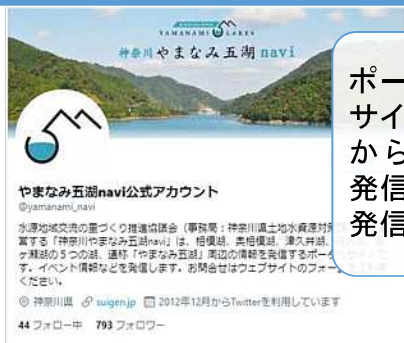 YAMANAMI LAKES
神奈川やまなみ五湖navi
やまなみ五湖navi公式アカウント
@yamanami_navi
水源地域交流の里づくり推進協議会（事務局：神奈川県土地水資源対
営する「神奈川やまなみ五湖navi」は、相模湖、奥相模湖、津久井湖、
ヶ瀬湖の５つの湖、通称「やまなみ五湖」周辺の情報を発信するポー
す。イベント情報などを発信します。お問合せはウェブサイトのフォー
ください。
神奈川県 suigen.jp 2012年12月からTwitterを利用しています
44 フォロー中 793 フォロワー
ポー
サイ
から
発信
発信